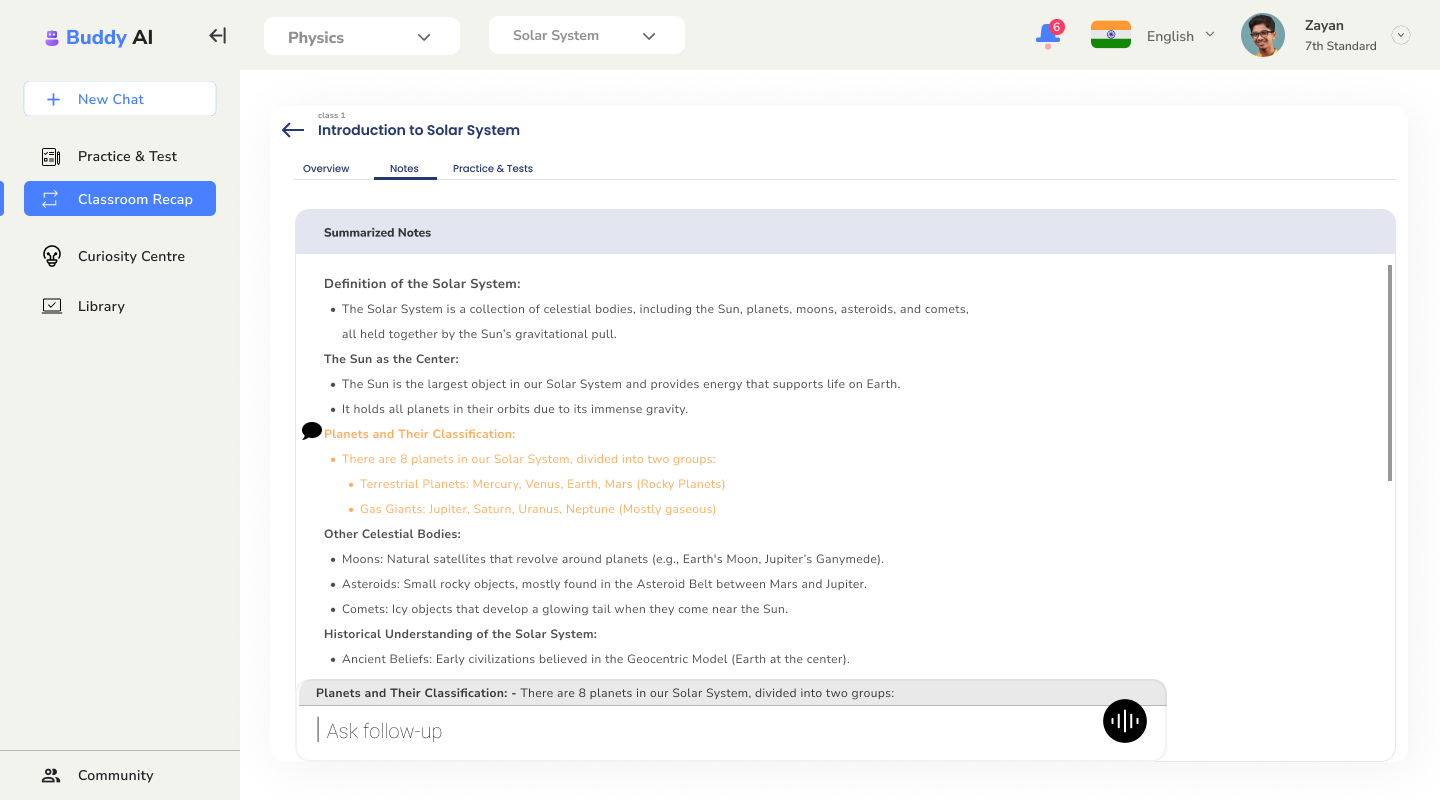 Buddy AI
Physics
Solar System
6
English
Zayan
7th Standard
New Chat
Practice & Test
Classroom Recap
Curiosity Centre
Library
Community
class 1
Introduction to Solar System
Overview
Notes
Practice & Tests
Summarized Notes
Definition of the Solar System:
• The Solar System is a collection of celestial bodies, including the Sun, planets, moons, asteroids, and comets,
all held together by the Sun’s gravitational pull.
The Sun as the Center:
• The Sun is the largest object in our Solar System and provides energy that supports life on Earth.
• It holds all planets in their orbits due to its immense gravity.
Planets and Their Classification:
• There are 8 planets in our Solar System, divided into two groups:
• Terrestrial Planets: Mercury, Venus, Earth, Mars (Rocky Planets)
• Gas Giants: Jupiter, Saturn, Uranus, Neptune (Mostly gaseous)
Other Celestial Bodies:
• Moons: Natural satellites that revolve around planets (e.g., Earth's Moon, Jupiter’s Ganymede).
• Asteroids: Small rocky objects, mostly found in the Asteroid Belt between Mars and Jupiter.
• Comets: Icy objects that develop a glowing tail when they come near the Sun.
Historical Understanding of the Solar System:
• Ancient Beliefs: Early civilizations believed in the Geocentric Model (Earth at the center).
Planets and Their Classification: - There are 8 planets in our Solar System, divided into two groups:
Ask follow-up